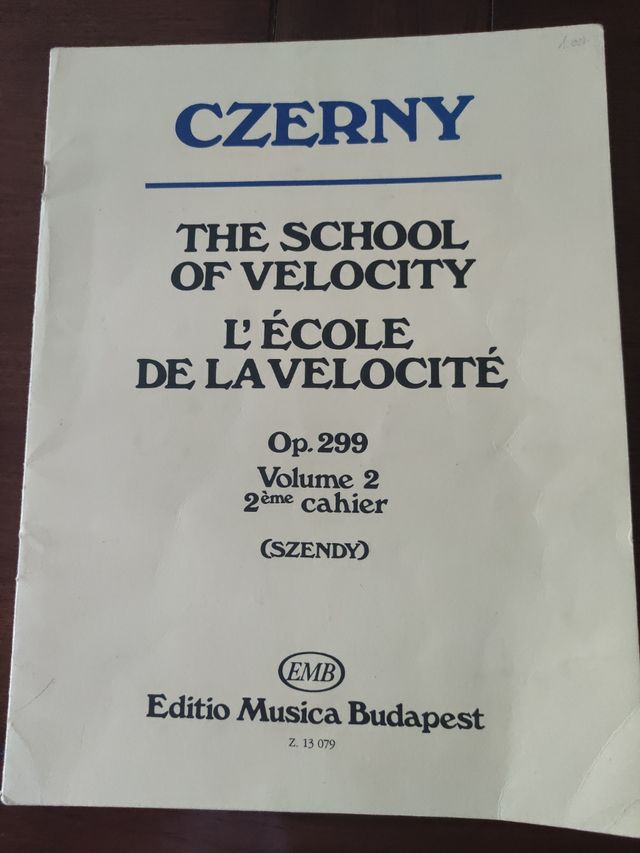 CZERNY
THE SCHOOL
OF VELOCITY
L'ÉCOLE
DE LA VELOCITÉ
Op. 299
Volume 2
2ème cahier
(SZENDY)
EMB
Editio Musica Budapest
Z. 13 079